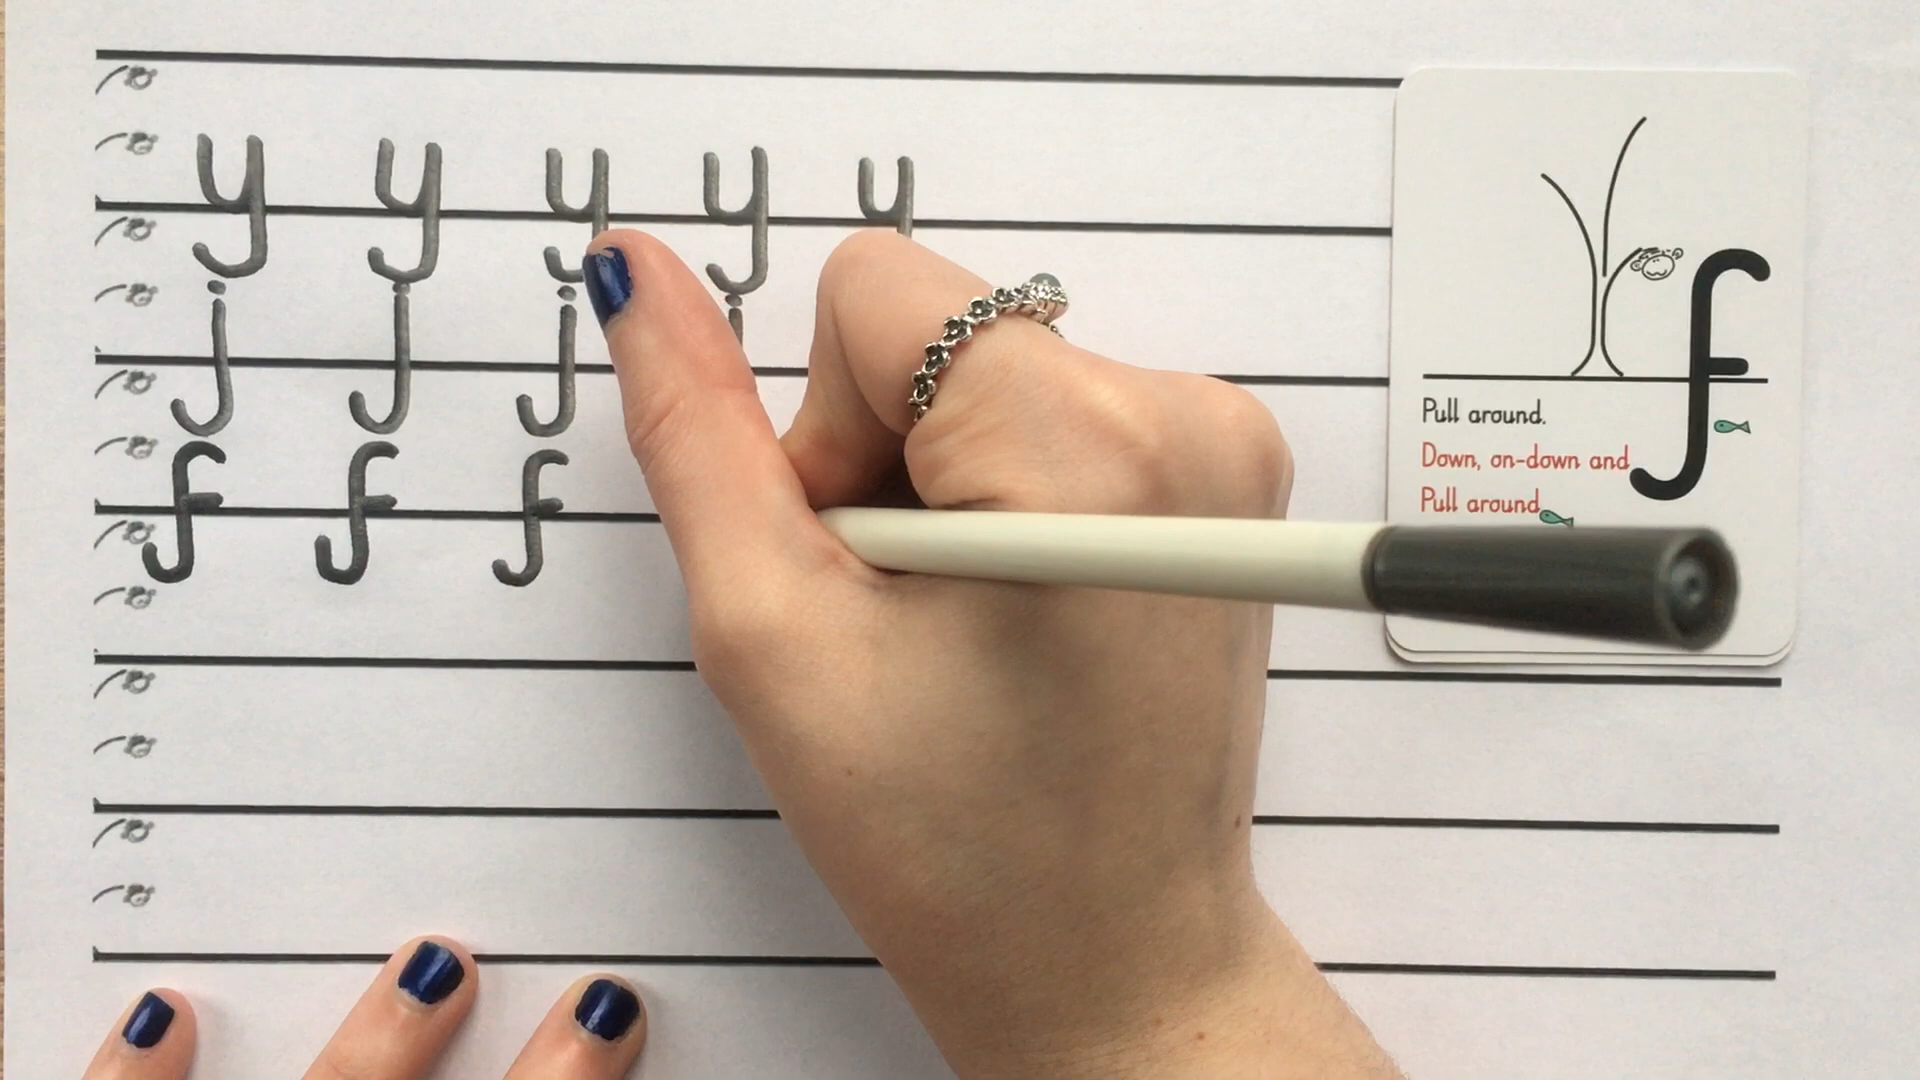 y y y y y
j j j j
f f f
f
Pull around.
Down, on-down and
Pull around